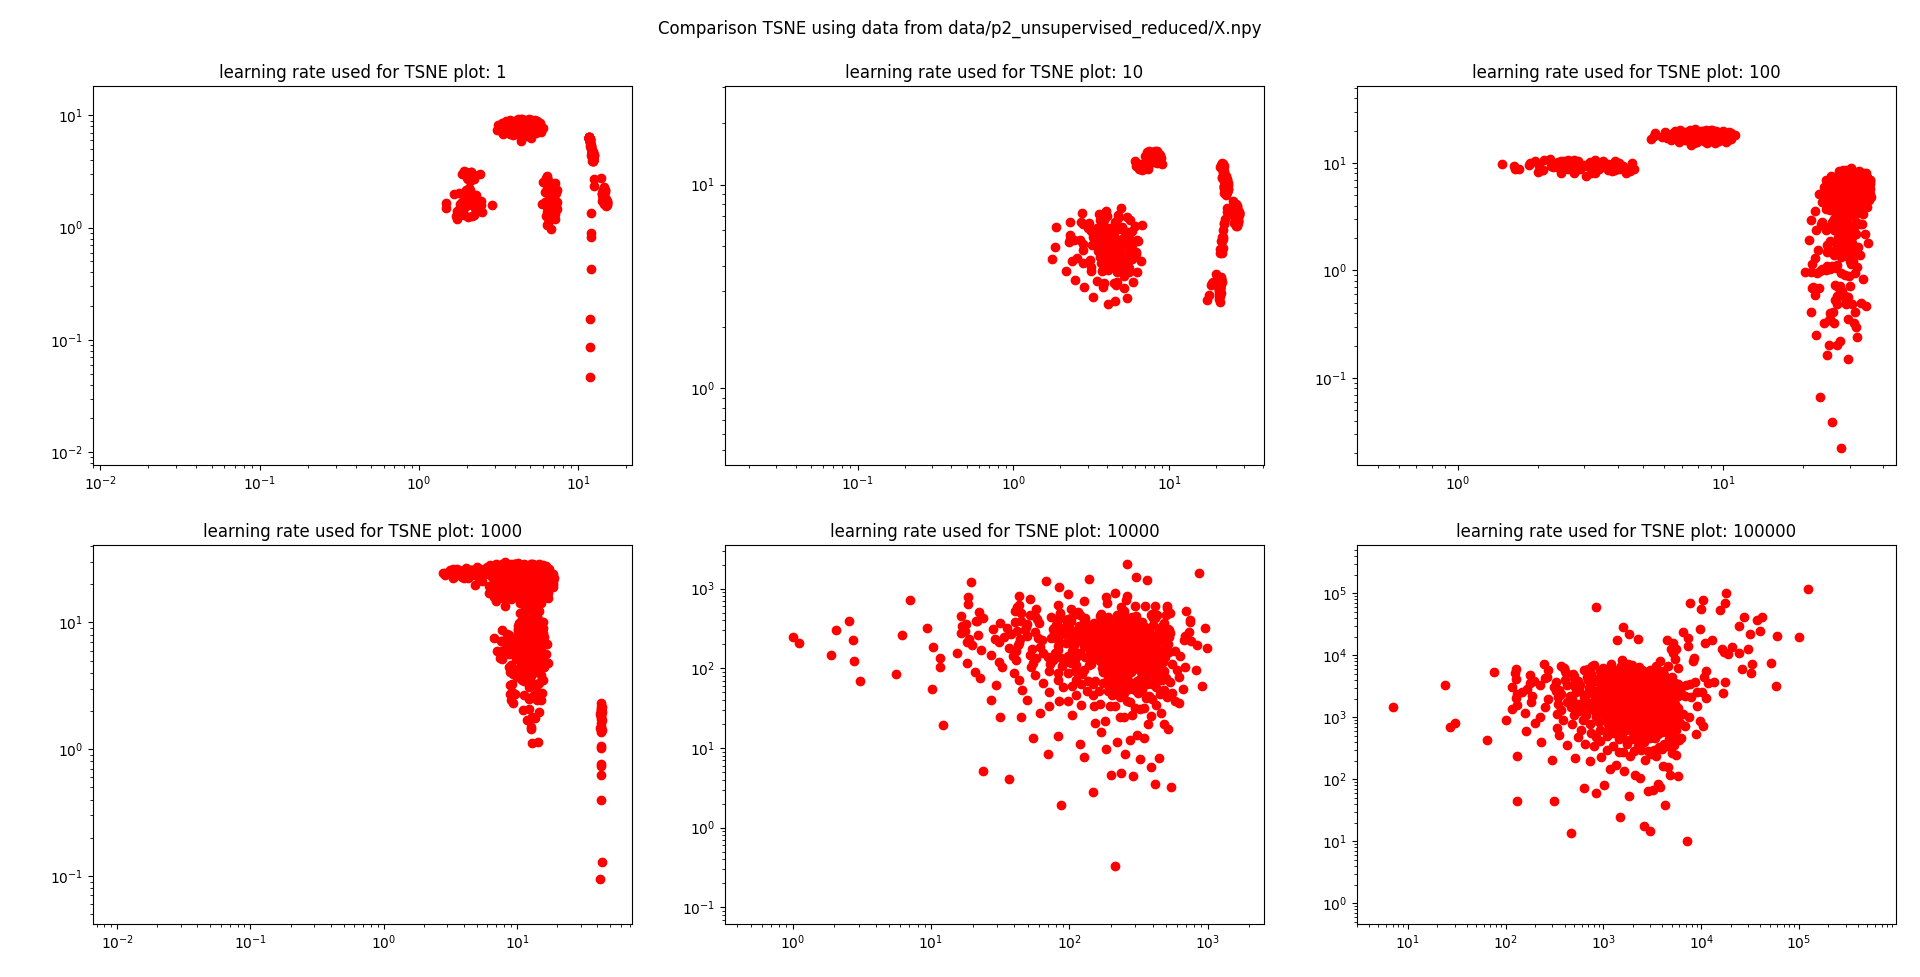 Comparison TSNE using data from data/p2_unsupervised_reduced/X.npy
learning rate used for TSNE plot: 1
10¹
10⁰
10⁻¹
10⁻²
10⁻² 10⁻¹ 10⁰ 10¹
learning rate used for TSNE plot: 10
10¹
10⁰
10⁻¹ 10⁰ 10¹
learning rate used for TSNE plot: 100
10¹
10⁰
10⁻¹
10⁰ 10¹
learning rate used for TSNE plot: 1000
10¹
10⁰
10⁻¹
10⁻² 10⁻¹ 10⁰ 10¹
learning rate used for TSNE plot: 10000
10³
10²
10¹
10⁰
10⁻¹
10⁰ 10¹ 10² 10³
learning rate used for TSNE plot: 100000
10⁵
10⁴
10³
10²
10¹
10⁰
10¹ 10² 10³ 10⁴ 10⁵